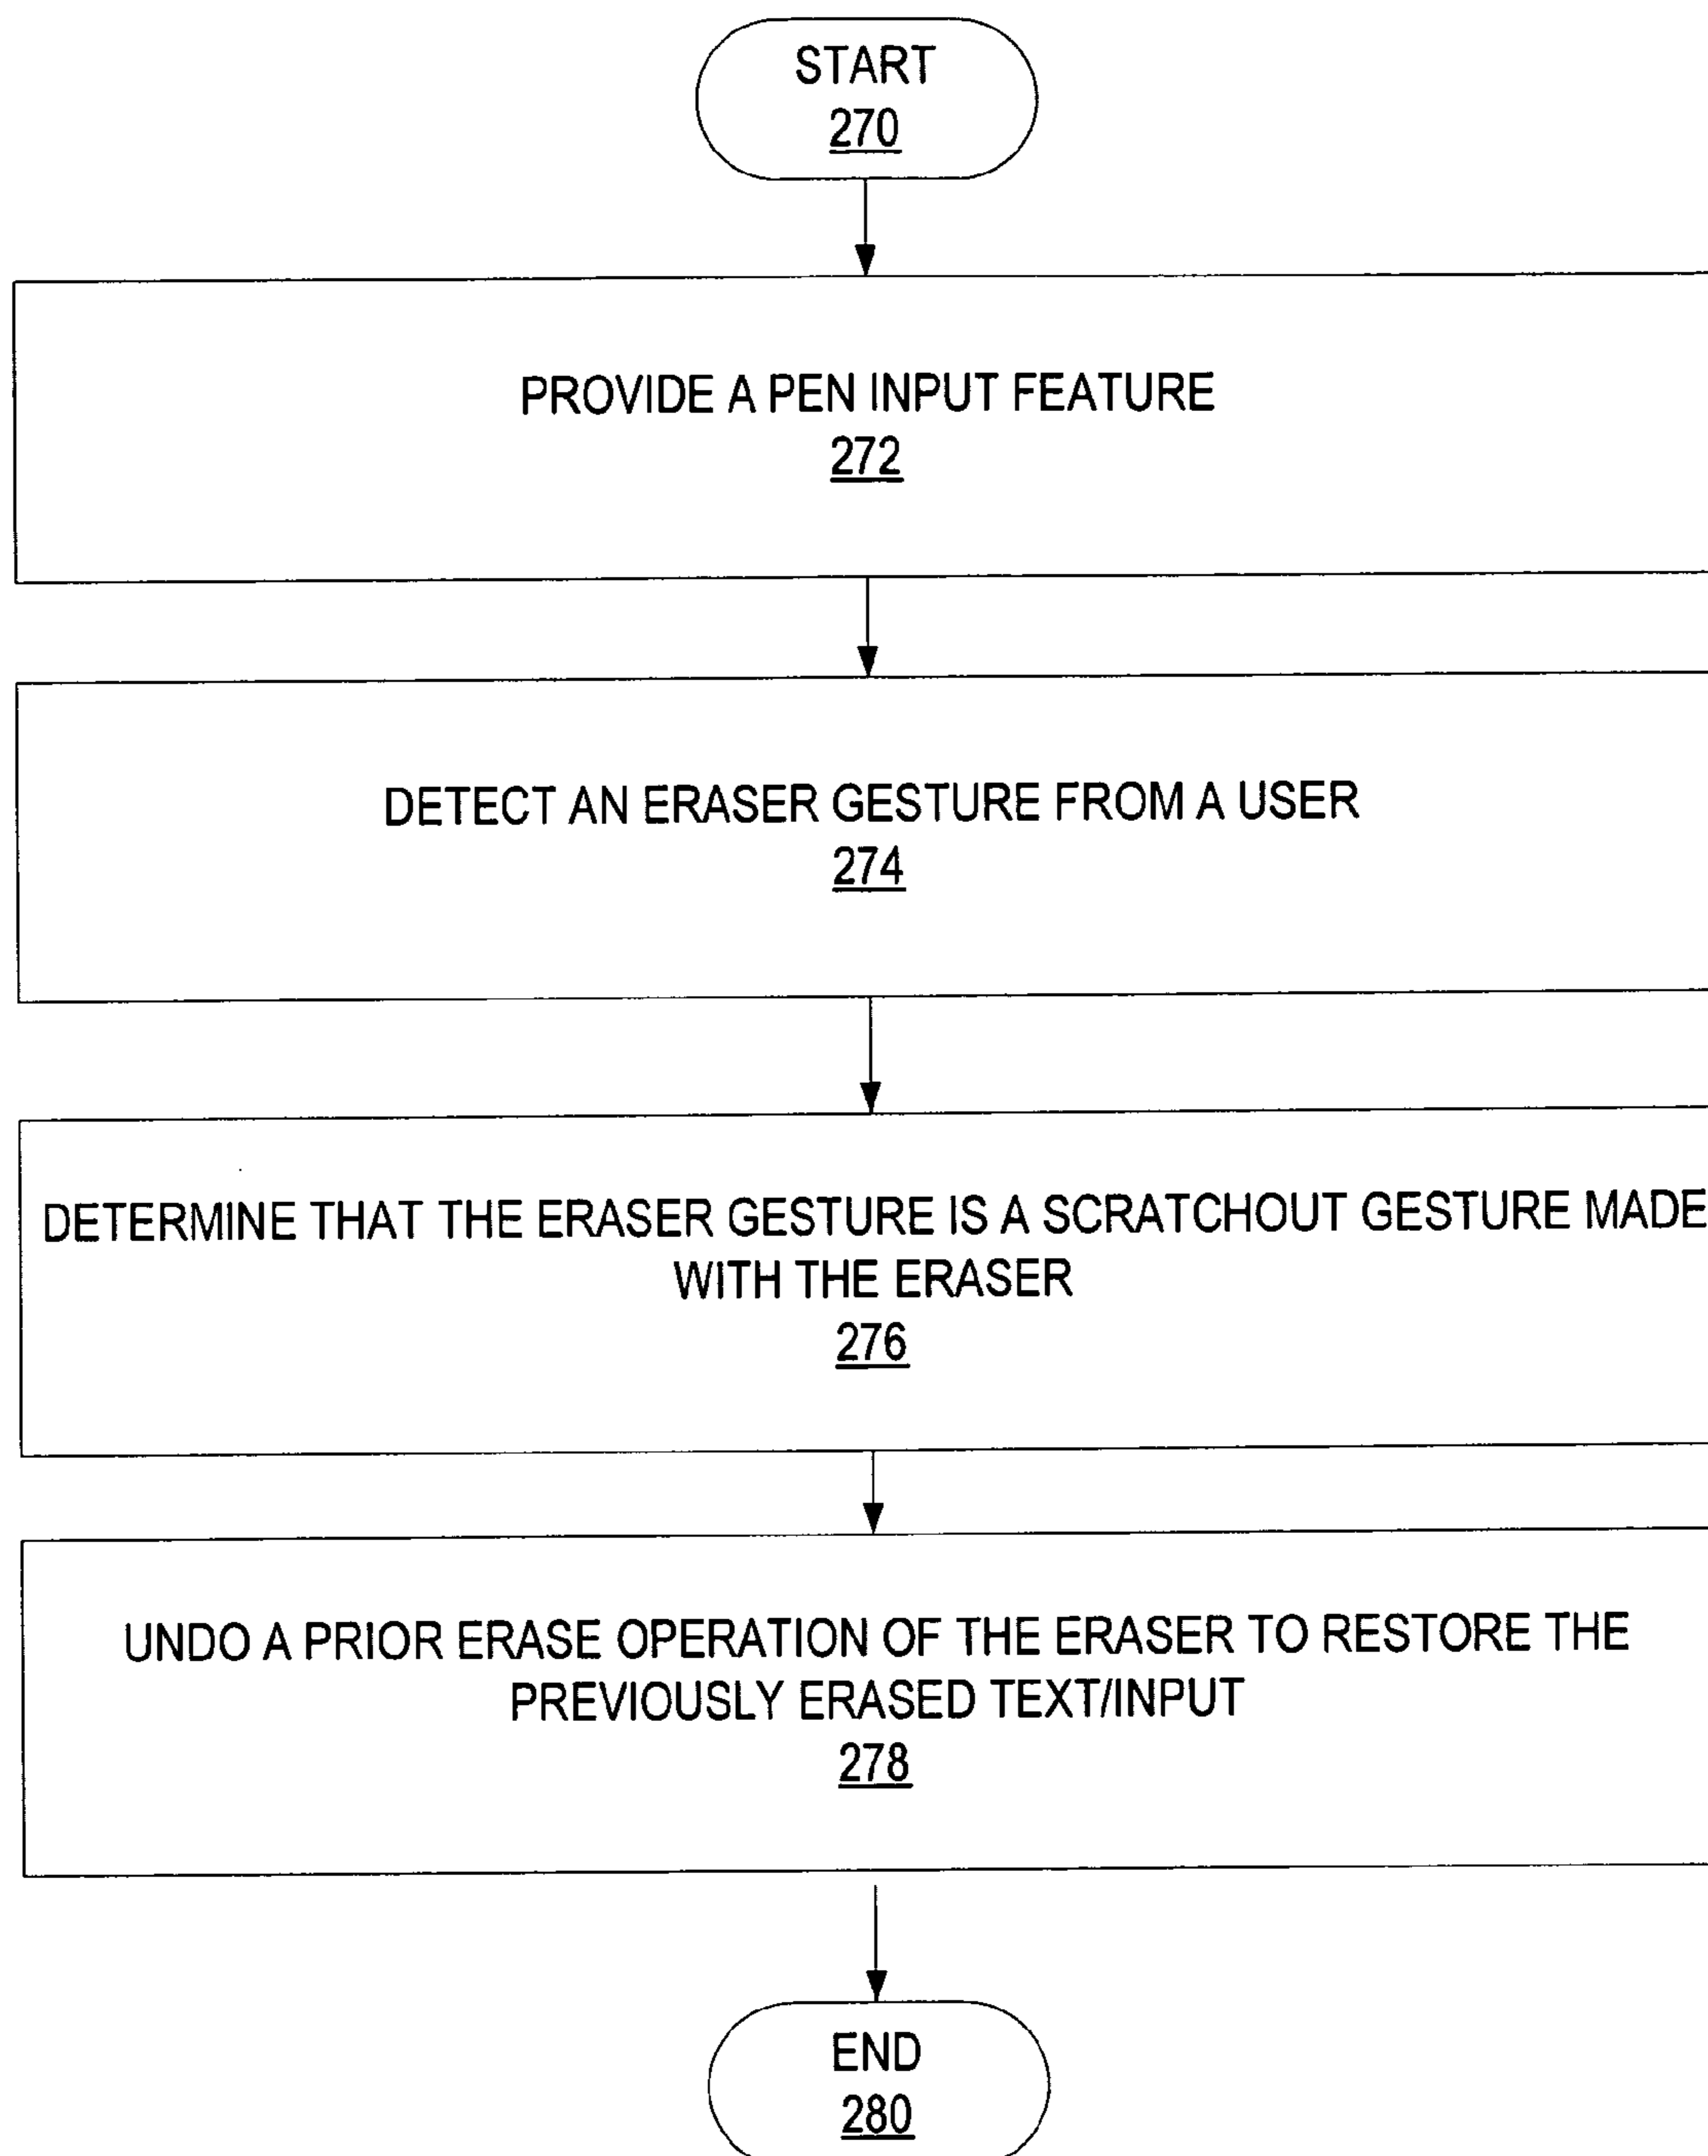 START
270
PROVIDE A PEN INPUT FEATURE
272
DETECT AN ERASER GESTURE FROM A USER
274
DETERMINE THAT THE ERASER GESTURE IS A SCRATCHOUT GESTURE MADE
WITH THE ERASER
276
UNDO A PRIOR ERASE OPERATION OF THE ERASER TO RESTORE THE
PREVIOUSLY ERASED TEXT/INPUT
278
END
280